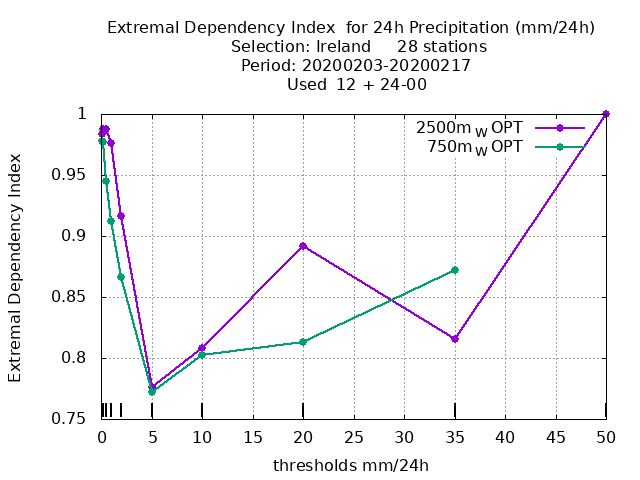 Extremal Dependency Index  for 24h Precipitation (mm/24h)
Selection: Ireland     28 stations
Period: 20200203-20200217
Used  12 + 24-00
2500m W OPT
750m W OPT
1
0.95
0.9
0.85
0.8
0.75
Extremal Dependency Index
0 5 10 15 20 25 30 35 40 45 50
thresholds mm/24h